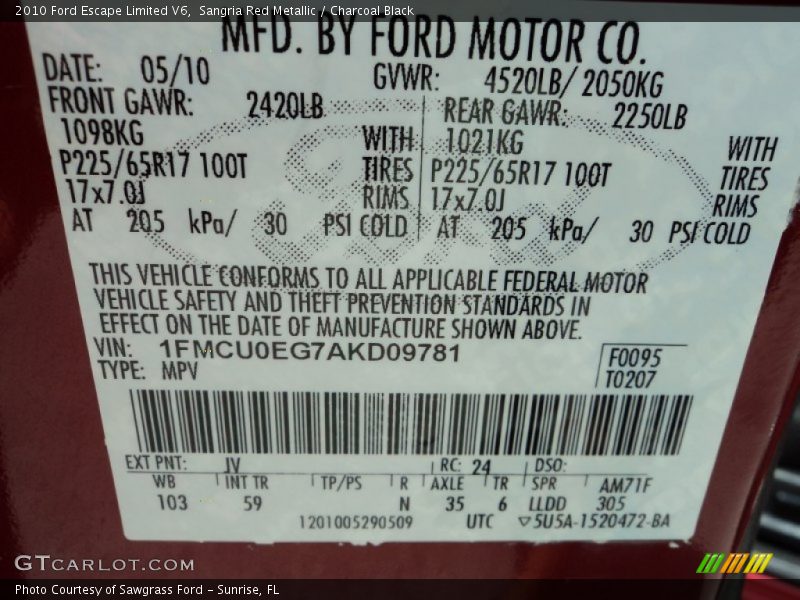 2010 Ford Escape Limited V6, Sangria Red Metallic / Charcoal Black
MFD. BY FORD MOTOR CO.
DATE: 05/10 GVWR: 4520LB/ 2050KG
FRONT GAWR: 2420LB REAR GAWR: 2250LB
1098KG WITH 1021KG WITH
P225/65R17 100T TIRES P225/65R17 100T TIRES
17x7.0J RIMS 17x7.0J RIMS
AT 205 kPa/ 30 PSI COLD AT 205 kPa/ 30 PSI COLD
THIS VEHICLE CONFORMS TO ALL APPLICABLE FEDERAL MOTOR
VEHICLE SAFETY AND THEFT PREVENTION STANDARDS IN
EFFECT ON THE DATE OF MANUFACTURE SHOWN ABOVE.
VIN: 1FMCU0EG7AKD09781 F0095
TYPE: MPV T0207
EXT PNT: JV RC: 24 DSO:
WB INT TR TP/PS R AXLE TR SPR AM71F
103 59 N 35 6 LLDD 305
1201005290509 UTC ▽5U5A-1520472-BA
GTCARLOT.COM
Photo Courtesy of Sawgrass Ford - Sunrise, FL